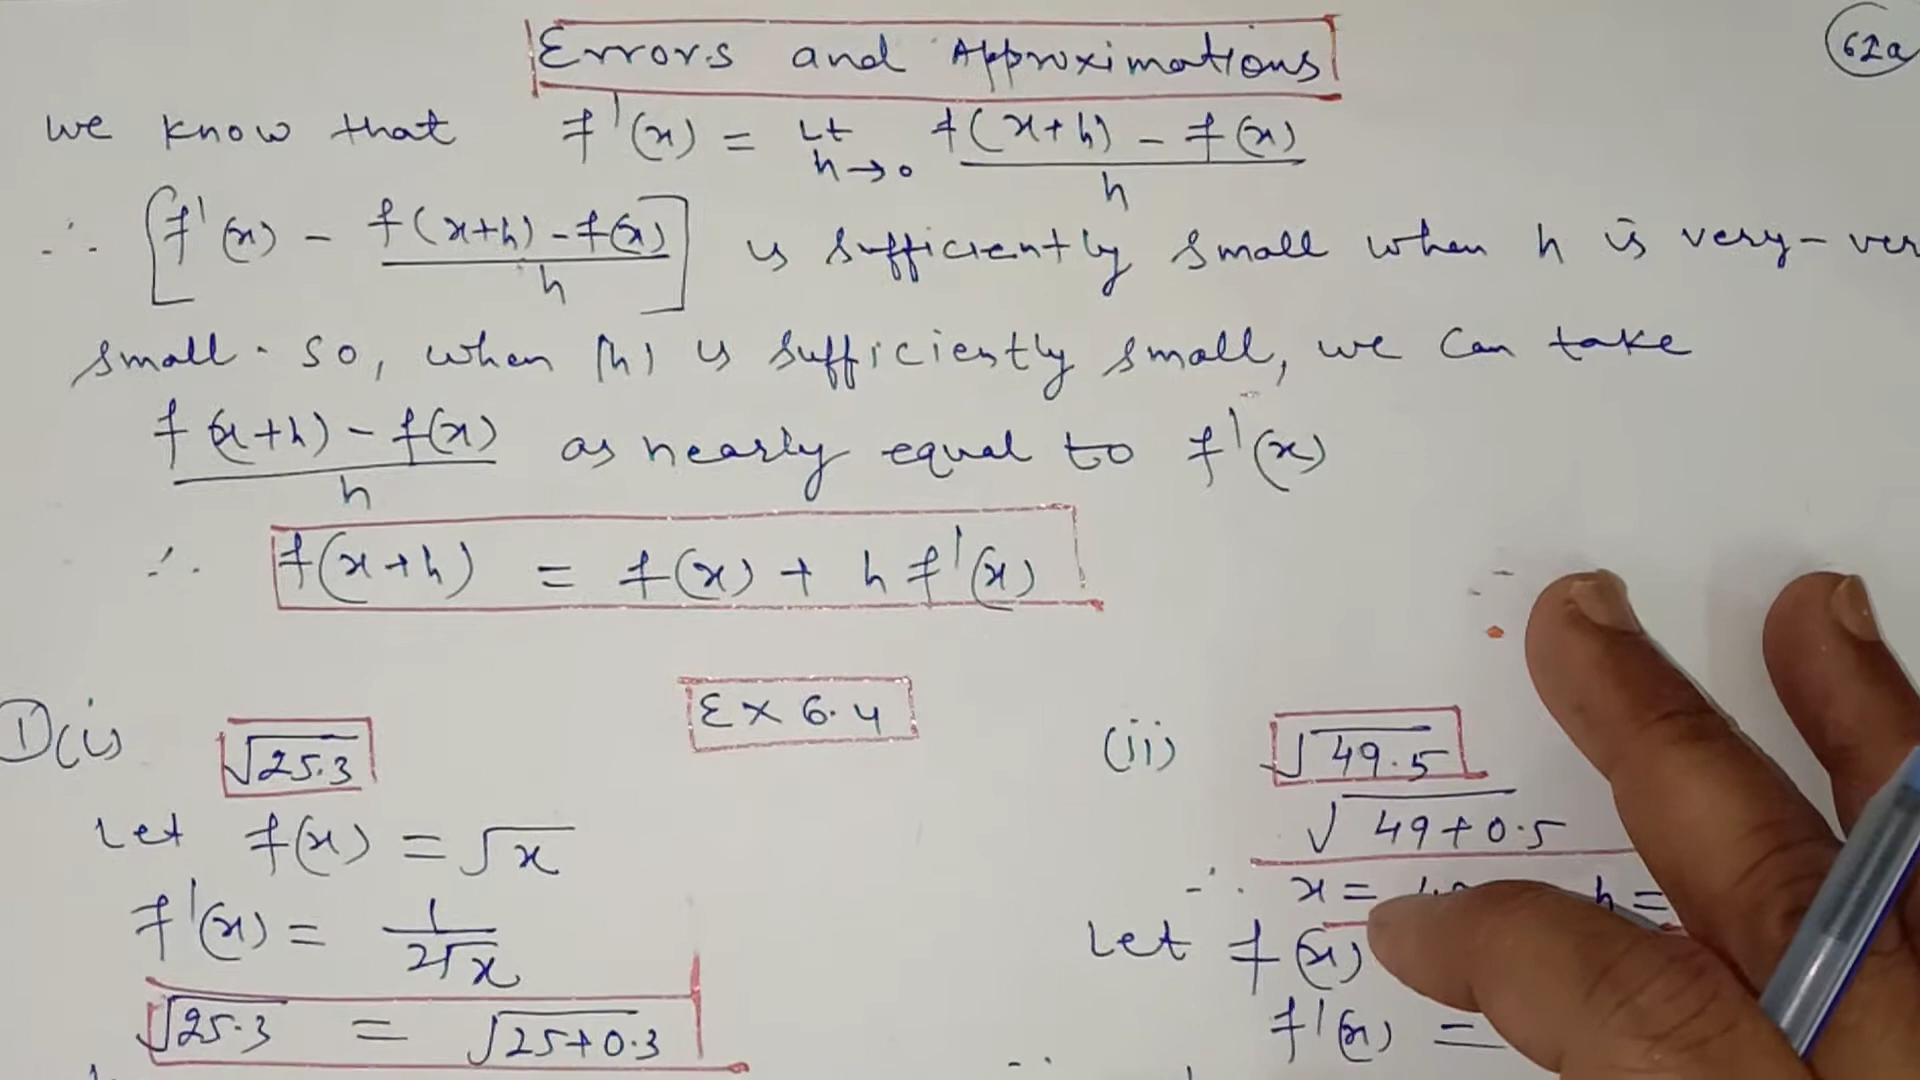 Errors and Approximations
62a
We know that f'(x) = Lt h→0 f(x+h) - f(x) / h
∴ [f'(x) - f(x+h) - f(x) / h] is sufficiently small when h is very-ver
small. So, when |h| is sufficiently small, we can take
f(x+h) - f(x) / h as nearly equal to f'(x)
∴ f(x+h) = f(x) + h f'(x)
Ex 6.4
1)(i) √25.3
Let f(x) = √x
f'(x) = 1 / 2√x
√25.3 = √25+0.3
(ii) √49.5
√49+0.5
∴ x = h =
Let f(x)
f'(x) =